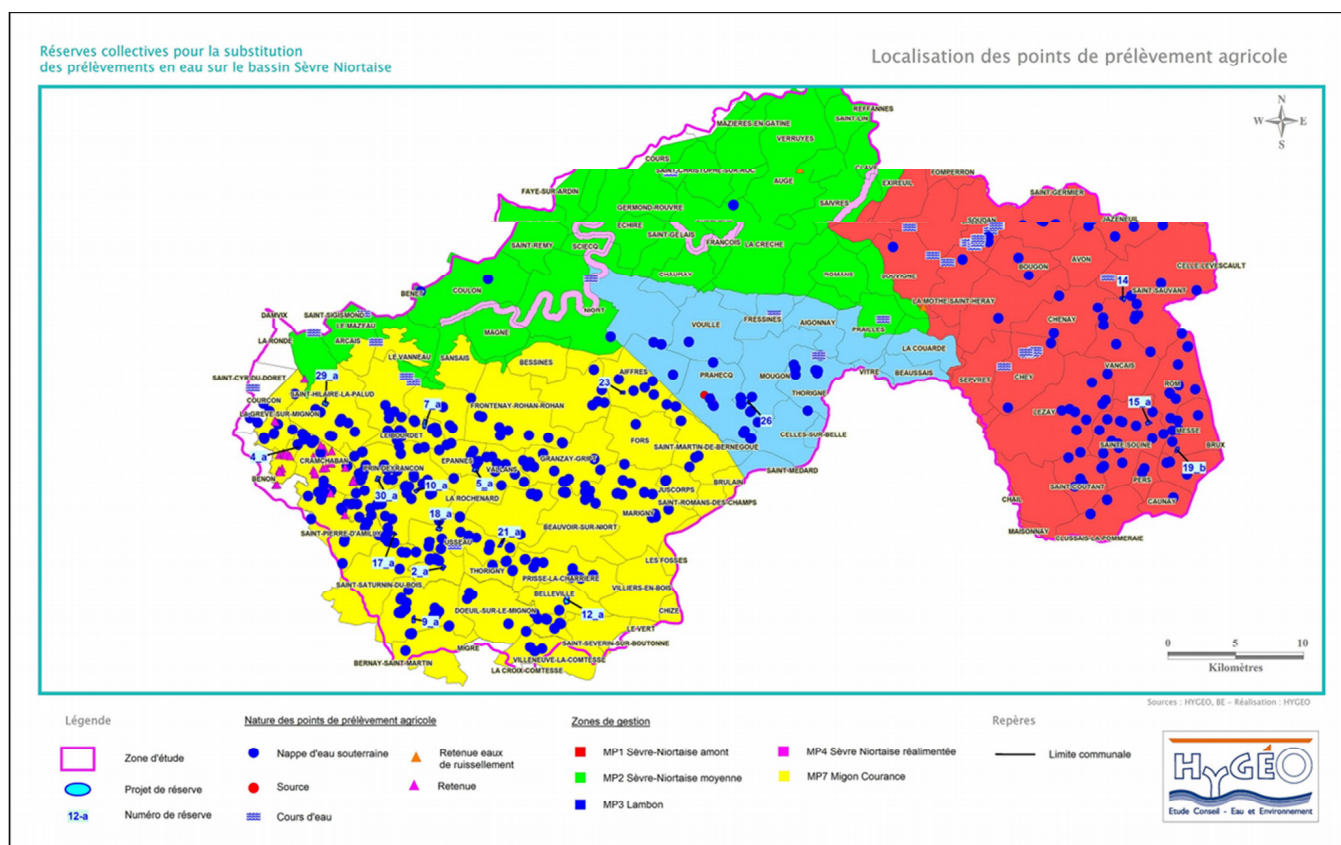 Réserves collectives pour la substitution
des prélèvements en eau sur le bassin Sèvre Niortaise
Localisation des points de prélèvement agricole
N
W E
S
REFFANNES
MAZIERES-EN-GATINE
SAINT-LIN
VERRUYES
COURS
SAINT-CHRISTOPHE-SUR-ROC
CLAVE
FOMPERRON
AUGE
EXIREUIL
SAINT-GERMIER
FAYE-SUR-ARDIN
SAIVRES
GERMOND-ROUVRE
SOUDAN
JAZENEUIL
ECHIRE
SAINT-GELAIS
FRANCOIS
LA CRECHE
SAINT-REMY
SCIECQ
AVON
BOUGON
CELLE-LEVESCAULT
CHAURAY
ROMANS
14
SAINT-SAUVANT
BENET
COULON
LA MOTHE-SAINT-HERAY
DAMVIX
SAINT-SIGISMOND
NIORT
FRESSINES
AIGONNAY
CHENAY
LE-MAZEAU
MAGNE
VOUILLE
PRAILLES
LA-RONDE
ARCAIS
LA COUARDE
LE-VANNEAU
SANSAIS
BESSINES
VITRE
BEAUSSAIS
SEPVRET
CHEY
VANCAIS
SAINT-CYR-DU-DORET
29_a
23
AIFFRES
PRAHECQ
MOUGON
ROM
SAINT-HILAIRE-LA-PALUD
THORIGNE
15_a
COURCON
7_a
FRONTENAY-ROHAN-ROHAN
LEZAY
LA-GREVE-SUR-MIGNON
26
MESSE
LE-BOURDET
FORS
CELLES-SUR-BELLE
SAINTE-SOLINE
BRUX
4_a
SAINT-MARTIN-DE-BERNEGOUE
CRAMCHABAN
EPANNES
VALLANS
GRANZAY-GRIPT
19_b
PRIN-DEYRANCON
SAINT-MEDARD
BENON
BRULAIN
PERS
10_a
5_a
SAINT-COUTANT
30_a
LA ROCHENARD
JUSCORPS
CHAIL
CAUNAY
SAINT-ROMANS-DES-CHAMPS
18_a
MARIGNY
SAINT-PIERRE-D'AMILLY
21_a
BEAUVOIR-SUR-NIORT
MAISONNAY
CLUSSAIS-LA-POMMERAIE
USSEAU
17_a
2_a
THORIGNY
LES FOSSES
PRISSE-LA-CHARRIERE
SAINT-SATURNIN-DU-BOIS
VILLIERS-EN-BOIS
BELLEVILLE
DOEUIL-SUR-LE-MIGNON
12_a
CHIZE
9_a
LE-VERT
SAINT-SEVERIN-SUR-BOUTONNE
MIGRE
BERNAY-SAINT-MARTIN
VILLENEUVE-LA-COMTESSE
LA CROIX-COMTESSE
0 5 10
Kilomètres
Sources : HYGEO, BE – Réalisation : HYGEO
Légende
Zone d'étude
Projet de réserve
12-a Numéro de réserve
Nature des points de prélèvement agricole
Nappe d'eau souterraine
Source
Cours d'eau
Retenue eaux
de ruissellement
Retenue
Zones de gestion
MP1 Sèvre-Niortaise amont
MP2 Sèvre-Niortaise moyenne
MP3 Lambon
MP4 Sèvre Niortaise réalimentée
MP7 Migon Courance
Repères
Limite communale
HYGÉO
Etude Conseil - Eau et Environnement